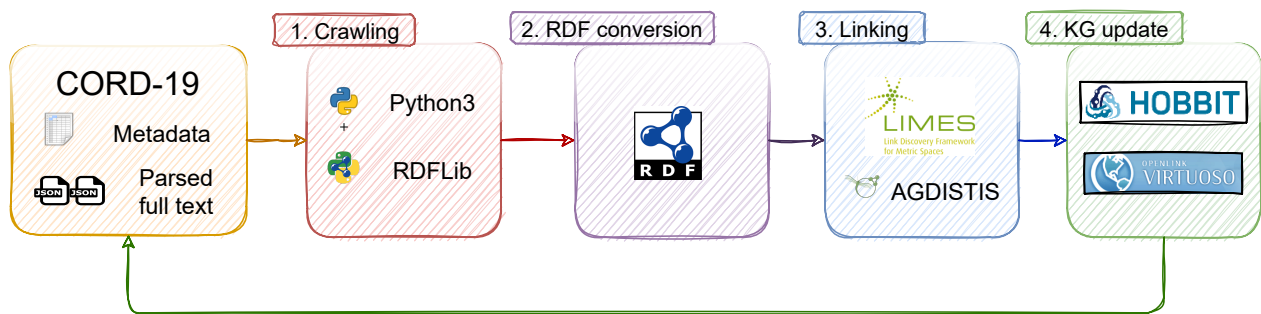 1. Crawling
2. RDF conversion
3. Linking
4. KG update
CORD-19
Metadata
JSON JSON
Parsed
full text
Python3
+
RDFLib
RDF
LIMES
Link Discovery Framework
for Metric Spaces
AGDISTIS
HOBBIT
OPENLINK
VIRTUOSO